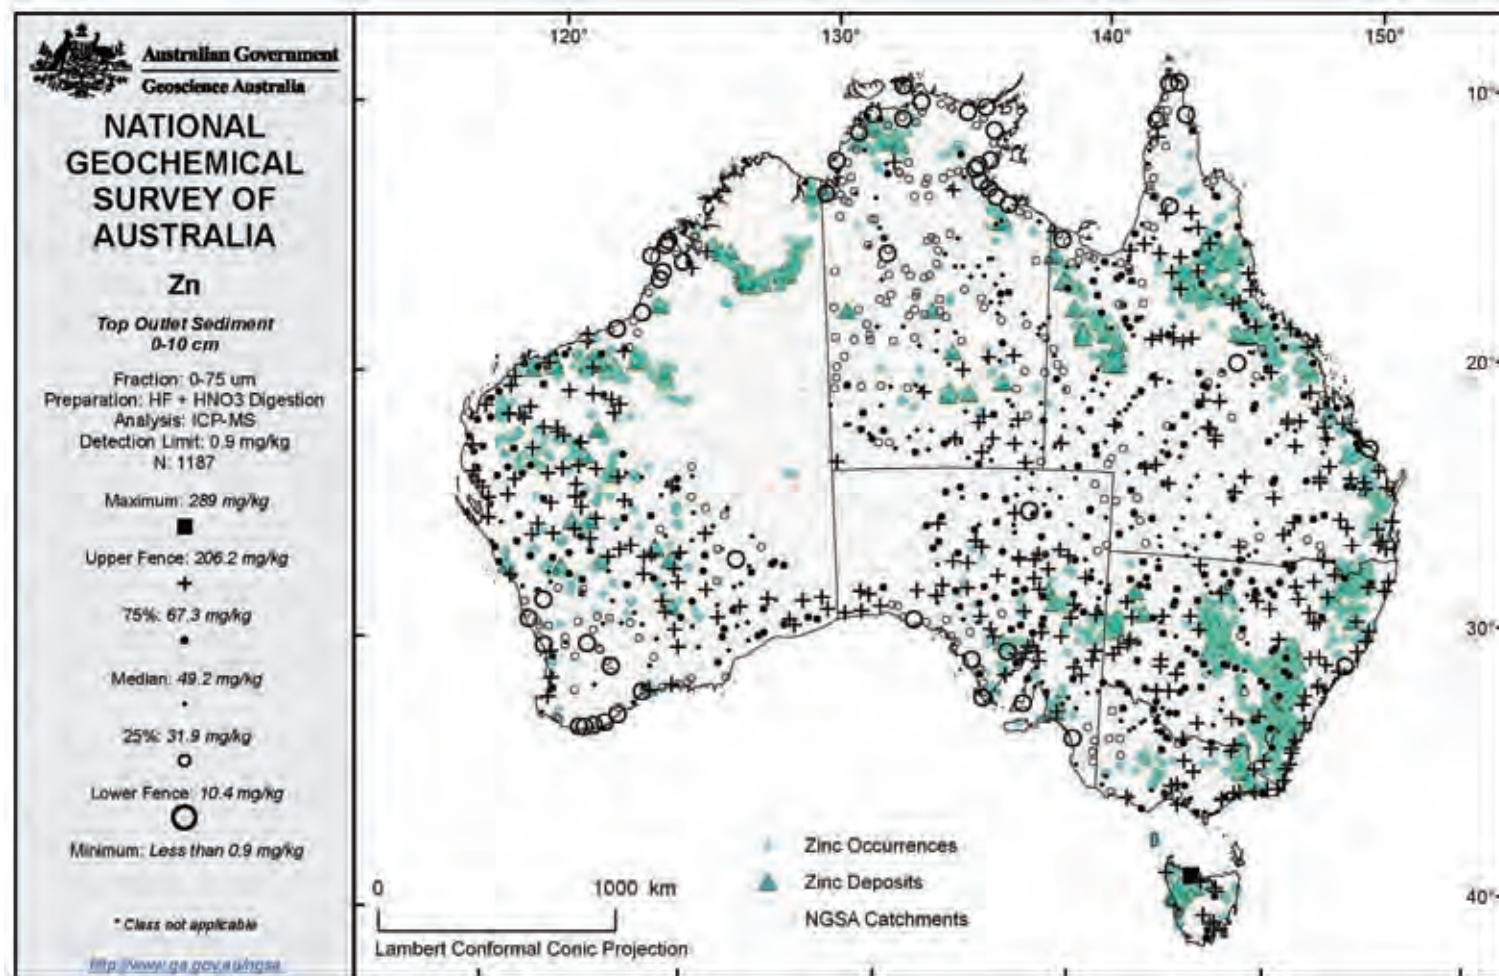 Australian Government
Geoscience Australia
NATIONAL
GEOCHEMICAL
SURVEY OF
AUSTRALIA
Zn
Top Outlet Sediment
0-10 cm
Fraction: 0-75 um
Preparation: HF + HNO3 Digestion
Analysis: ICP-MS
Detection Limit: 0.9 mg/kg
N: 1187
Maximum: 289 mg/kg
Upper Fence: 206.2 mg/kg
75%: 67.3 mg/kg
Median: 49.2 mg/kg
25%: 31.9 mg/kg
Lower Fence: 10.4 mg/kg
Minimum: Less than 0.9 mg/kg
* Class not applicable
http://www.ga.gov.au/ngsa
120°
130°
140°
150°
10°
20°
30°
40°
Zinc Occurrences
Zinc Deposits
NGSA Catchments
0 1000 km
Lambert Conformal Conic Projection